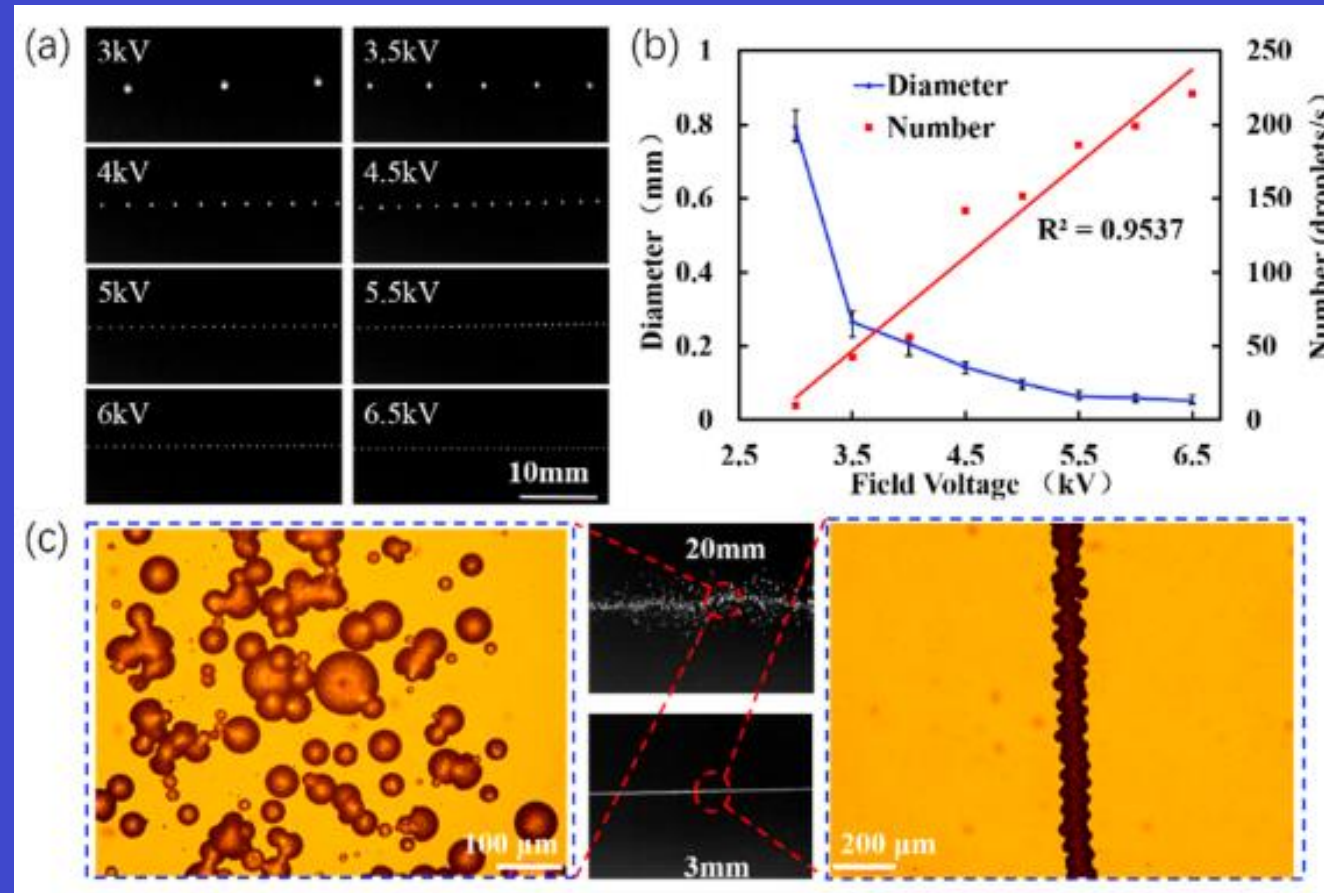 (a)
3kV
3.5kV
4kV
4.5kV
5kV
5.5kV
6kV
6.5kV
10mm
(b)
1
0.8
0.6
0.4
0.2
0
Diameter（mm）
Diameter
Number
R² = 0.9537
250
200
150
100
50
0
Number (droplets/s)
2.5
3.5
4.5
5.5
6.5
Field Voltage （kV）
(c)
100 μm
20mm
3mm
200 μm